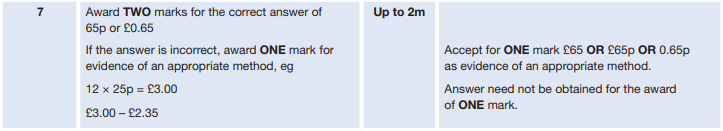 7
Award TWO marks for the correct answer of
65p or £0.65
Up to 2m
If the answer is incorrect, award ONE mark for
evidence of an appropriate method, eg
12 × 25p = £3.00
£3.00 – £2.35
Accept for ONE mark £65 OR £65p OR 0.65p
as evidence of an appropriate method.
Answer need not be obtained for the award
of ONE mark.